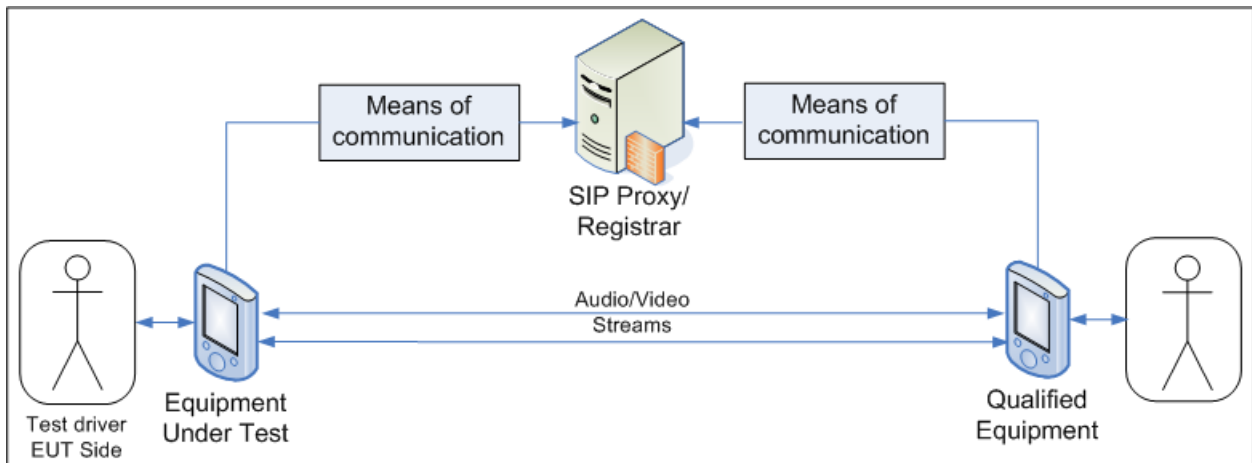 Means of
communication
Means of
communication
SIP Proxy/
Registrar
Audio/Video
Streams
Test driver
EUT Side
Equipment
Under Test
Qualified
Equipment